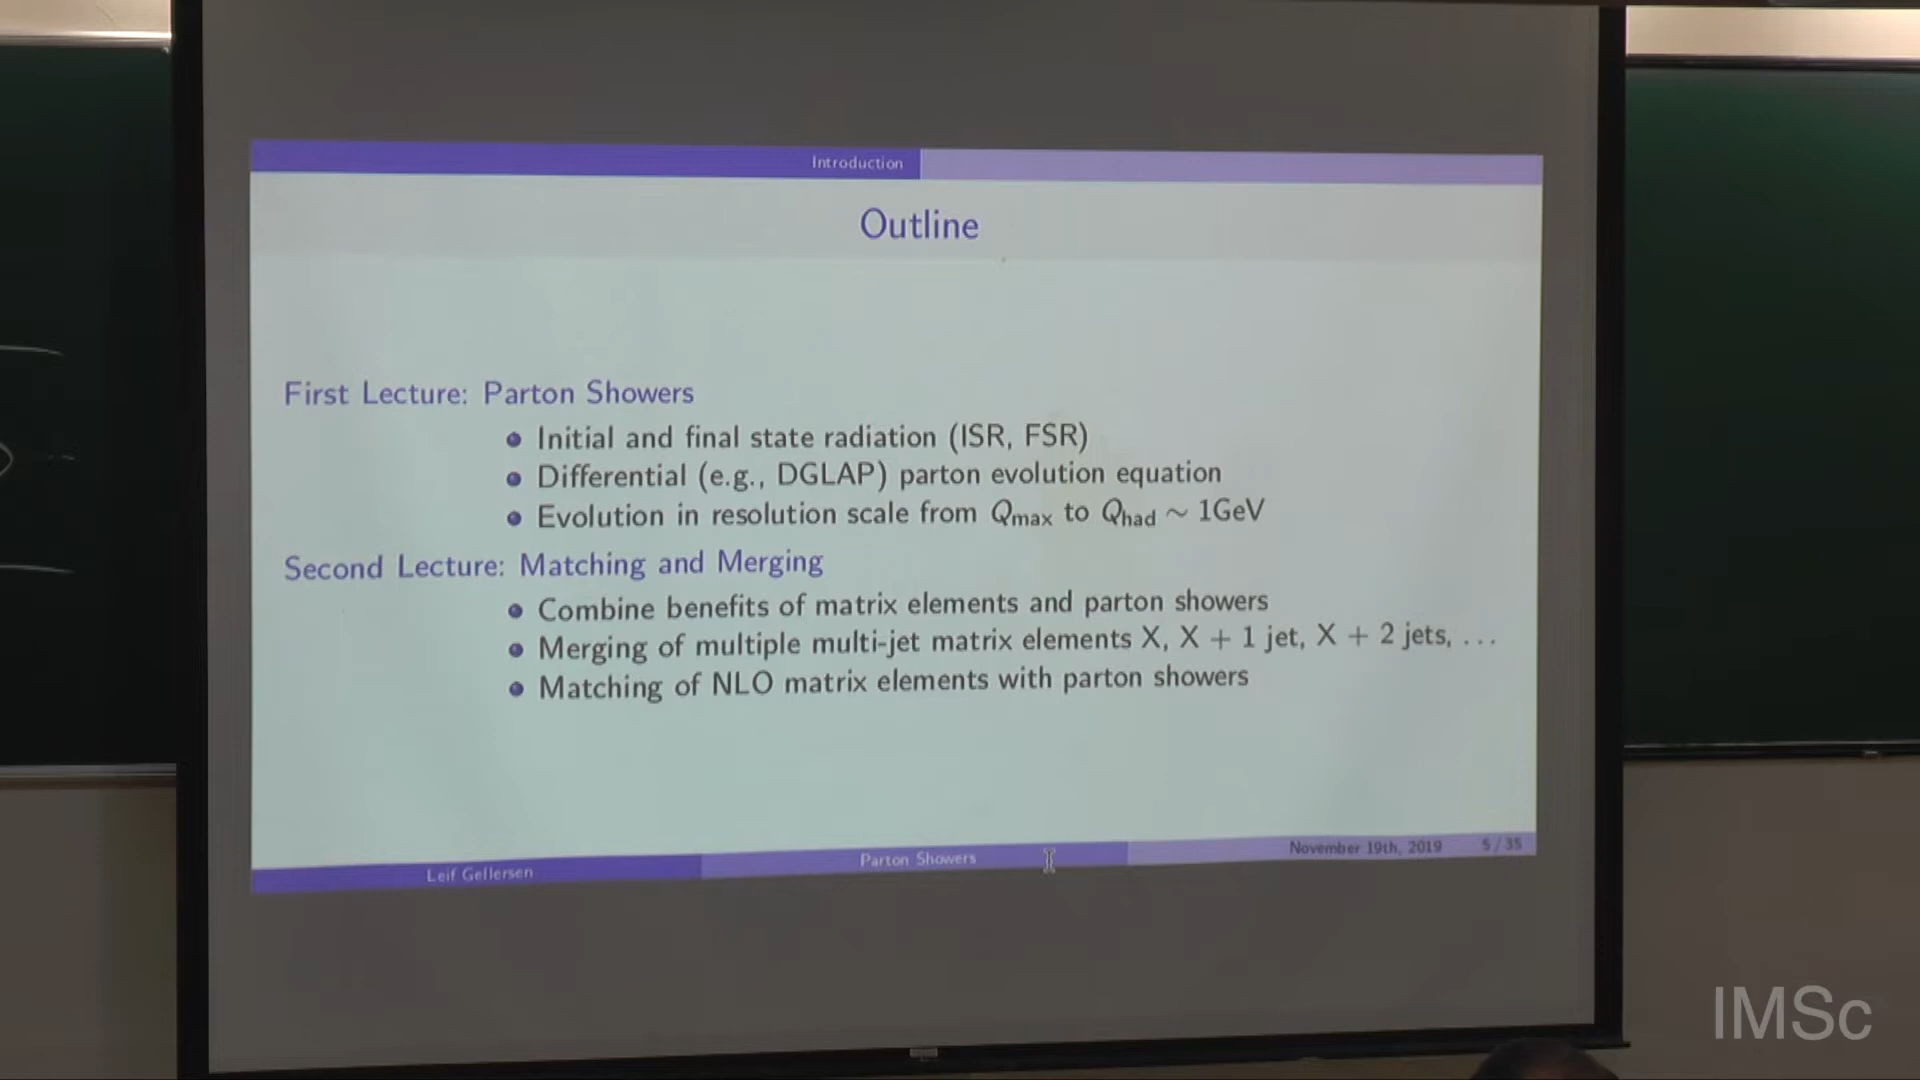 Introduction
Outline
First Lecture: Parton Showers
Initial and final state radiation (ISR, FSR)
Differential (e.g., DGLAP) parton evolution equation
Evolution in resolution scale from Qmax to Qhad ∼ 1GeV
Second Lecture: Matching and Merging
Combine benefits of matrix elements and parton showers
Merging of multiple multi-jet matrix elements X, X + 1 jet, X + 2 jets, ...
Matching of NLO matrix elements with parton showers
Leif Gellersen
Parton Showers
November 19th, 2019
5 / 35
IMSc